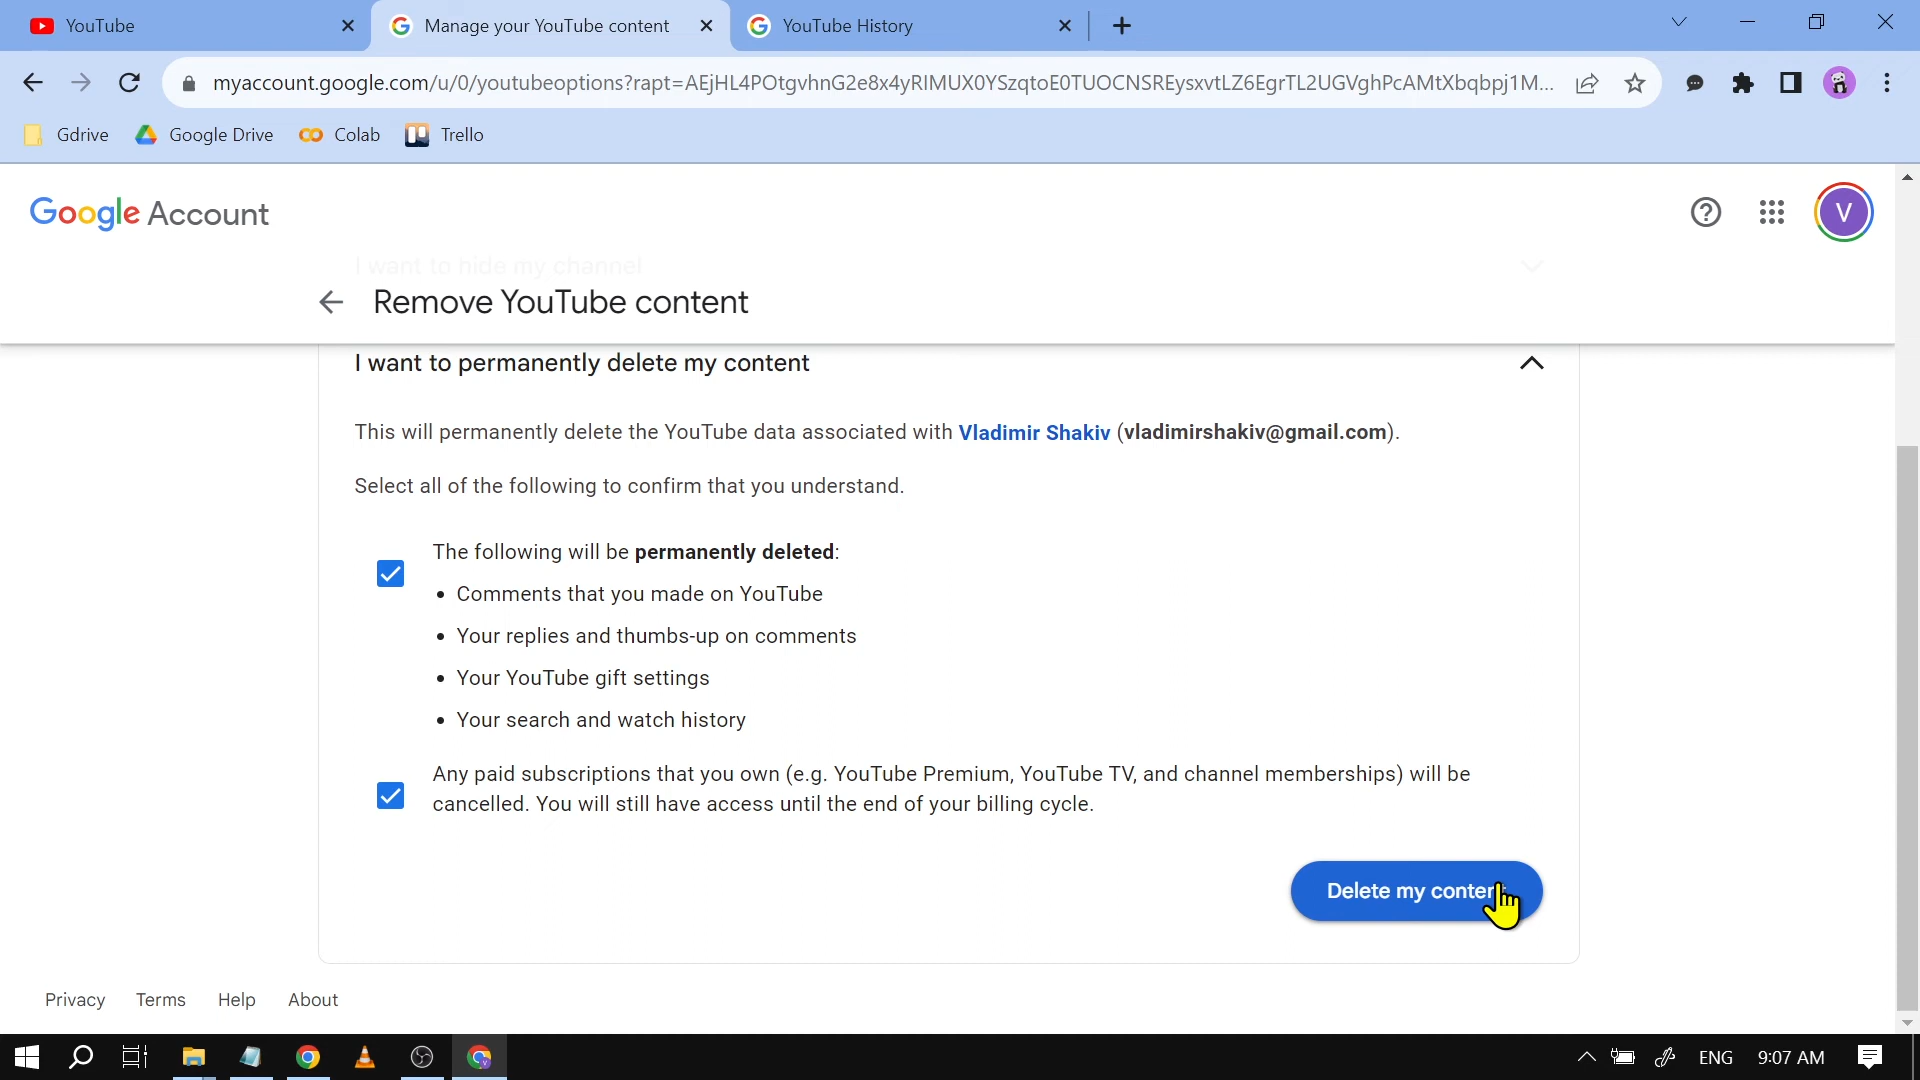 YouTube
Manage your YouTube content
YouTube History
myaccount.google.com/u/0/youtubeoptions?rapt=AEjHL4POtgvhnG2e8x4yRIMUX0YSzqtoE0TUOCNSREysxvtLZ6EgrTL2UGVghPcAMtXbqbpj1M...
Gdrive
Google Drive
Colab
Trello
Google Account
V
I want to hide my channel
Remove YouTube content
I want to permanently delete my content
This will permanently delete the YouTube data associated with Vladimir Shakiv (vladimirshakiv@gmail.com).
Select all of the following to confirm that you understand.
The following will be permanently deleted:
• Comments that you made on YouTube
• Your replies and thumbs-up on comments
• Your YouTube gift settings
• Your search and watch history
Any paid subscriptions that you own (e.g. YouTube Premium, YouTube TV, and channel memberships) will be
cancelled. You will still have access until the end of your billing cycle.
Delete my content
Privacy Terms Help About
ENG 9:07 AM